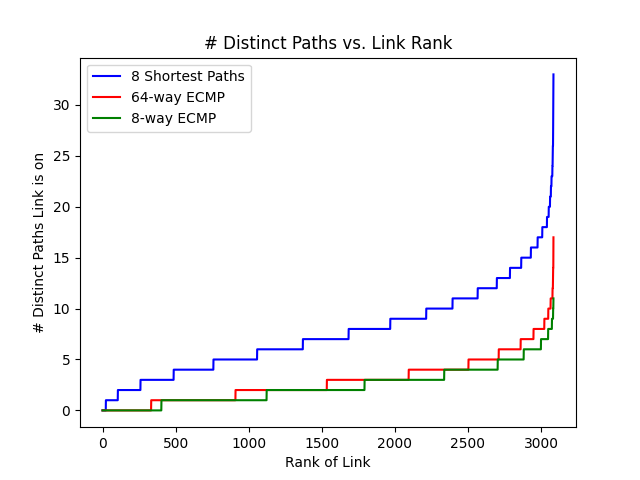 # Distinct Paths vs. Link Rank
8 Shortest Paths
64-way ECMP
8-way ECMP
# Distinct Paths Link is on
30
25
20
15
10
5
0
0 500 1000 1500 2000 2500 3000
Rank of Link